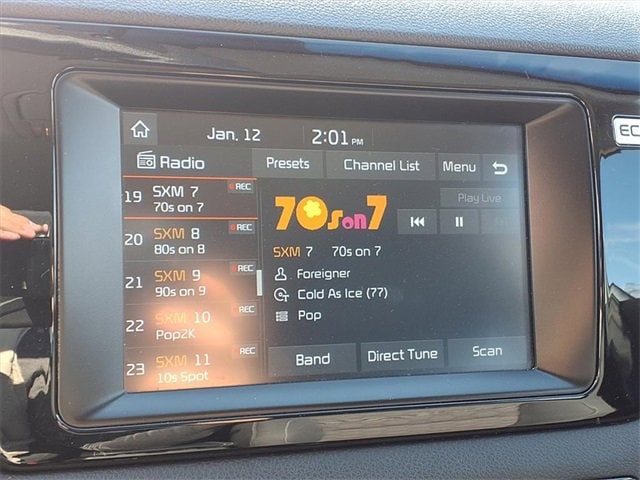 Jan. 12 2:01 PM
EC
Radio Presets Channel List Menu
19 SXM 7 REC
70s on 7
20 SXM 8 REC
80s on 8
21 SXM 9 REC
90s on 9
22 SXM 10 REC
Pop2K
23 SXM 11 REC
10s Spot
Play Live
70s on 7
SXM 7 70s on 7
Foreigner
Cold As Ice (77)
Pop
Band Direct Tune Scan